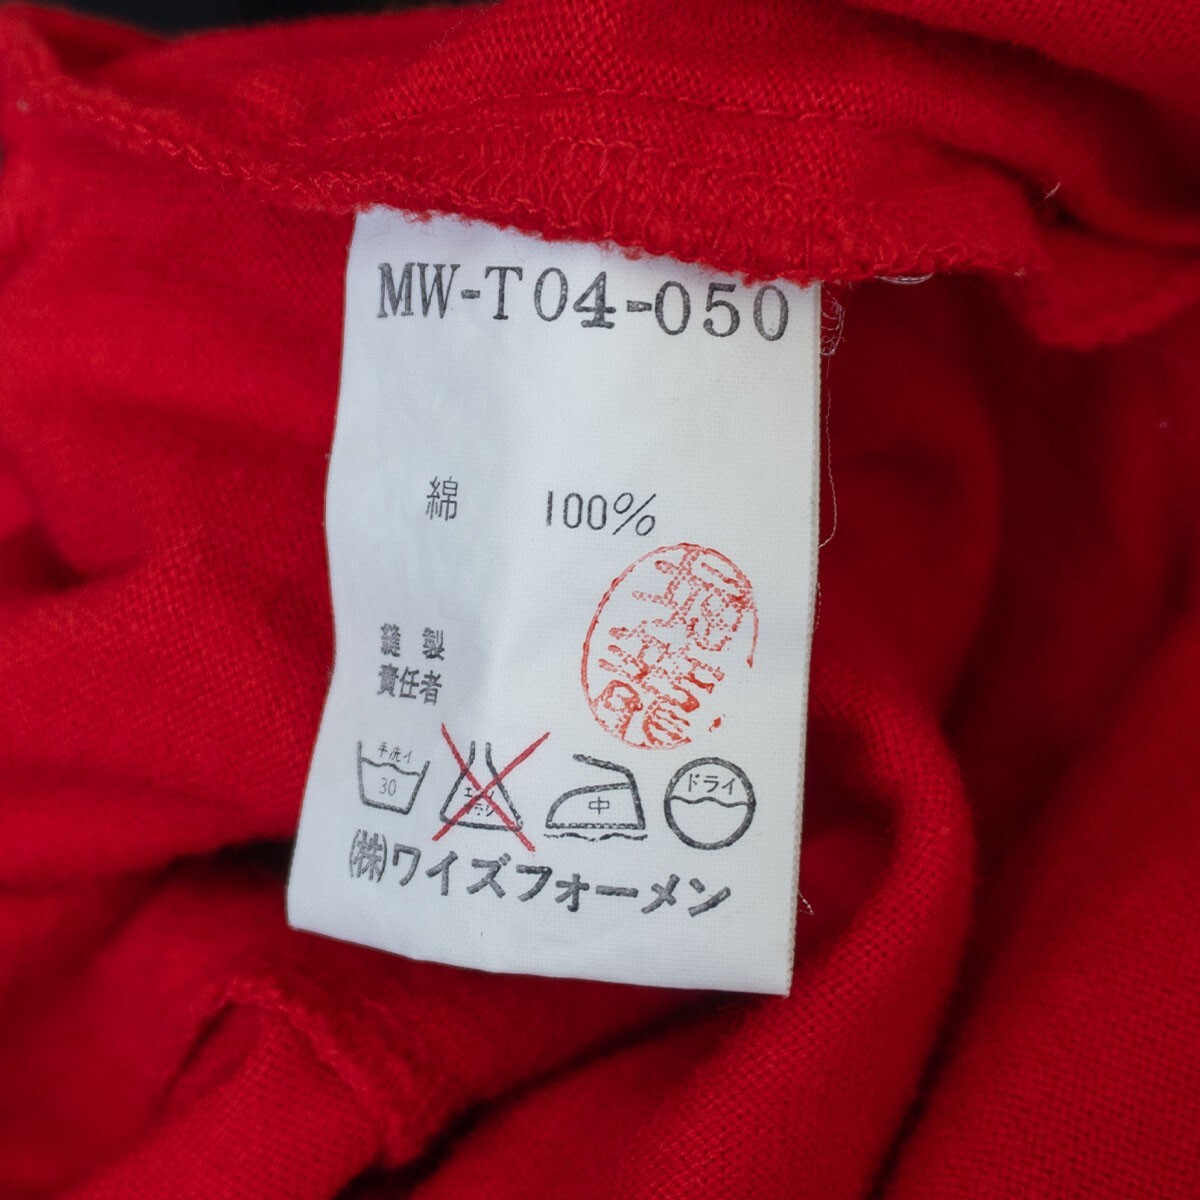 MW-T04-050
綿 100%
縫製
責任者
手洗イ
30
中
ドライ
(株)ワイズフォーメン